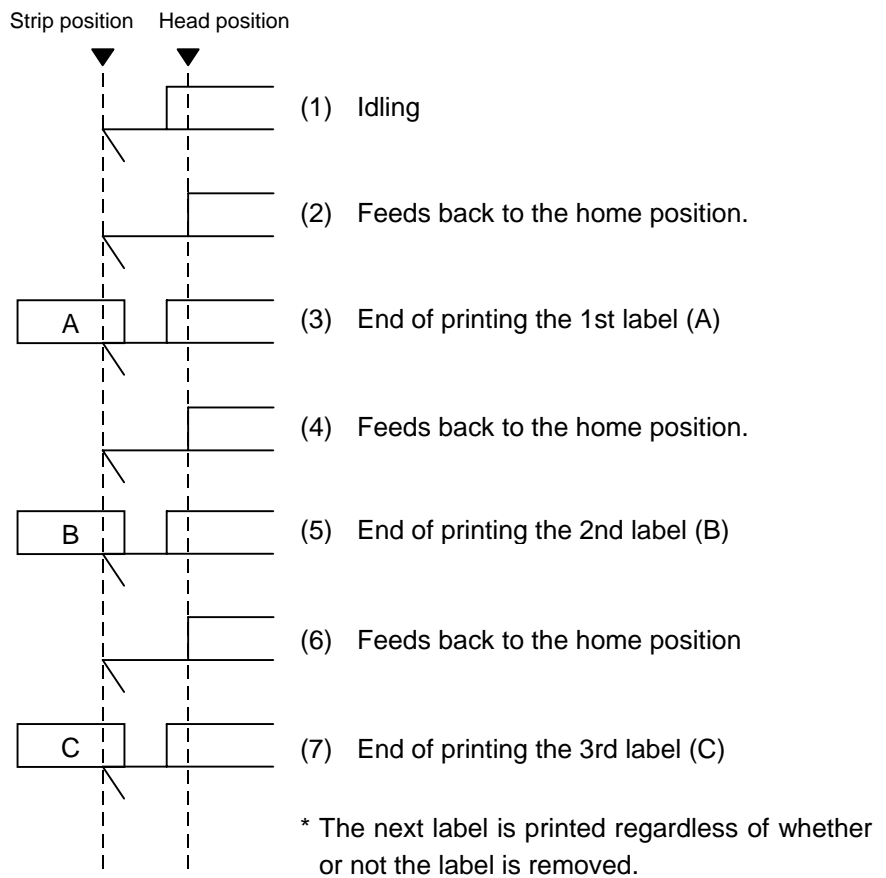 Strip position Head position
(1) Idling
(2) Feeds back to the home position.
A
(3) End of printing the 1st label (A)
(4) Feeds back to the home position.
B
(5) End of printing the 2nd label (B)
(6) Feeds back to the home position
C
(7) End of printing the 3rd label (C)
* The next label is printed regardless of whether
or not the label is removed.